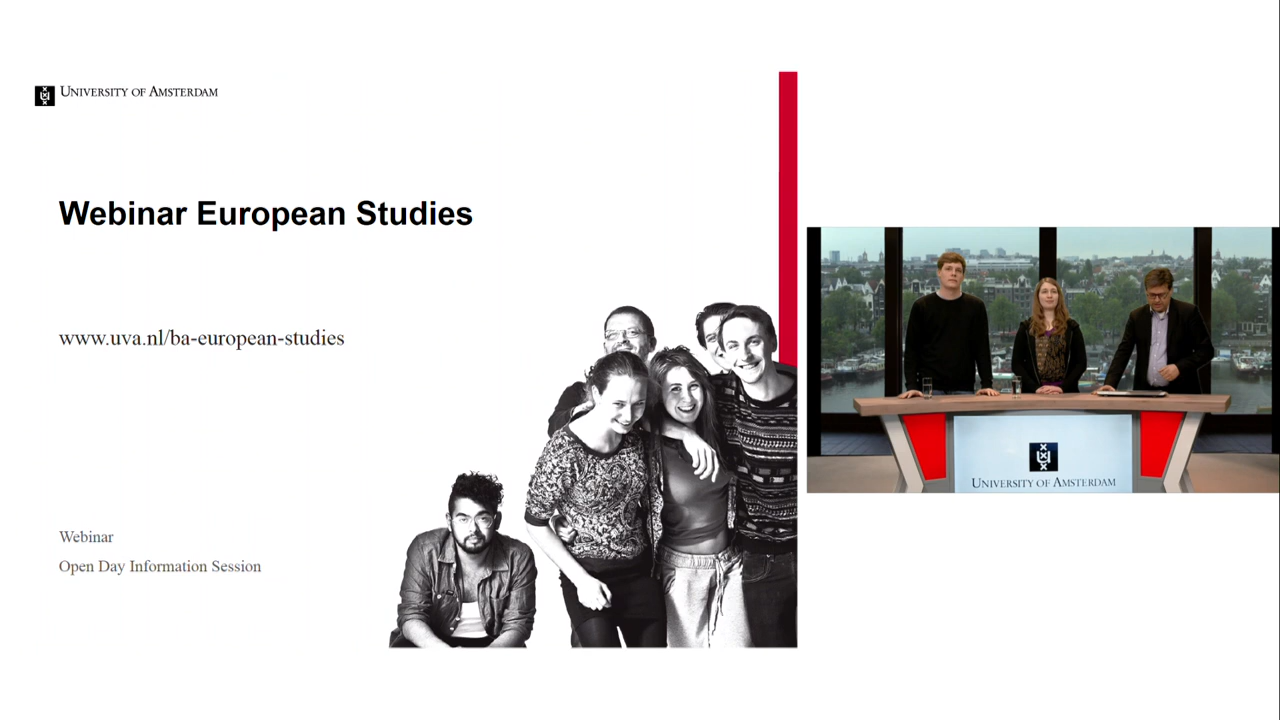 University of Amsterdam
Webinar European Studies
www.uva.nl/ba-european-studies
Webinar
Open Day Information Session
University of Amsterdam